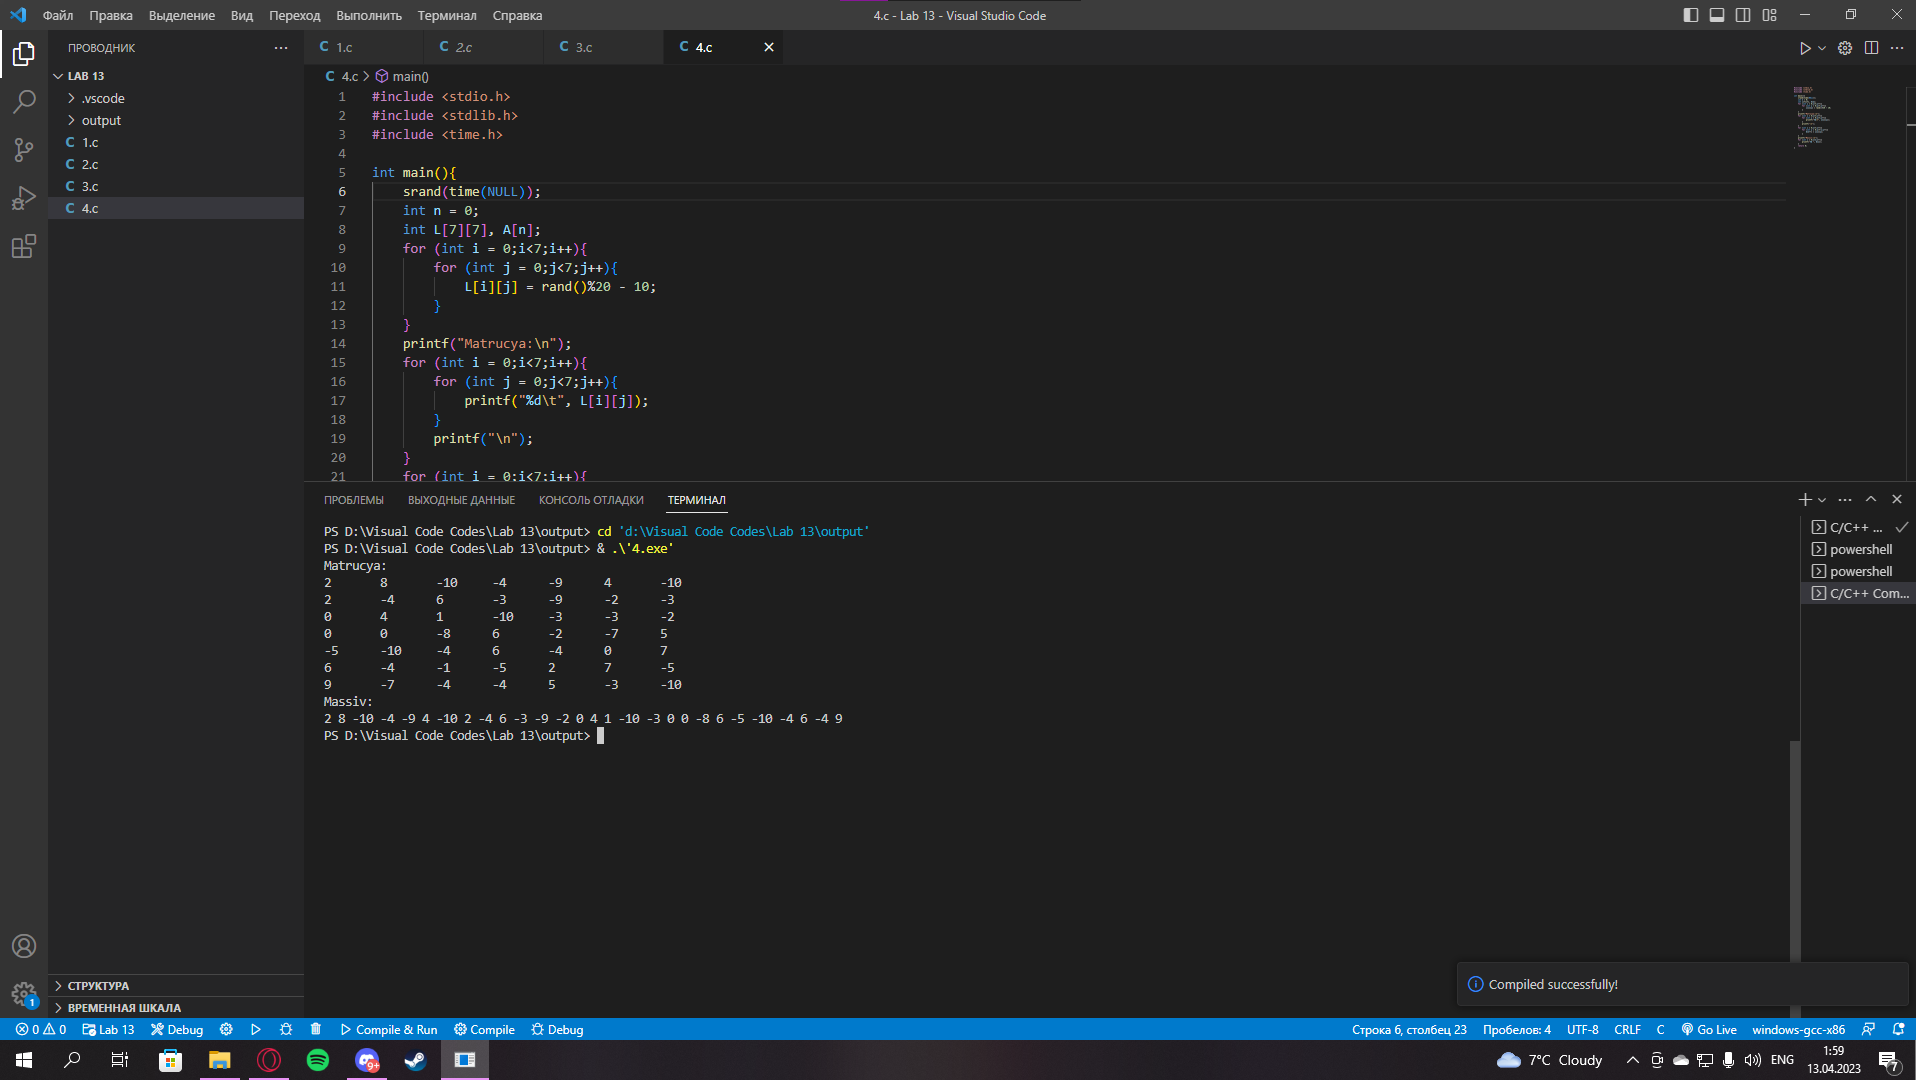 Файл Правка Выделение Вид Переход Выполнить Терминал Справка
4.c - Lab 13 - Visual Studio Code
ПРОВОДНИК
LAB 13
.vscode
output
C 1.c
C 2.c
C 3.c
C 4.c
СТРУКТУРА
ВРЕМЕННАЯ ШКАЛА
C 1.c C 2.c C 3.c C 4.c
C 4.c > main()
1 #include <stdio.h>
2 #include <stdlib.h>
3 #include <time.h>
4
5 int main(){
6 srand(time(NULL));
7 int n = 0;
8 int L[7][7], A[n];
9 for (int i = 0;i<7;i++){
10 for (int j = 0;j<7;j++){
11 L[i][j] = rand()%20 - 10;
12 }
13 }
14 printf("Matrucya:\n");
15 for (int i = 0;i<7;i++){
16 for (int j = 0;j<7;j++){
17 printf("%d\t", L[i][j]);
18 }
19 printf("\n");
20 }
21 for (int i = 0;i<7;i++){
ПРОБЛЕМЫ ВЫХОДНЫЕ ДАННЫЕ КОНСОЛЬ ОТЛАДКИ ТЕРМИНАЛ
PS D:\Visual Code Codes\Lab 13\output> cd 'd:\Visual Code Codes\Lab 13\output'
PS D:\Visual Code Codes\Lab 13\output> & .\'4.exe'
Matrucya:
2 8 -10 -4 -9 4 -10
2 -4 6 -3 -9 -2 -3
0 4 1 -10 -3 -3 -2
0 0 -8 6 -2 -7 5
-5 -10 -4 6 -4 0 7
6 -4 -1 -5 2 7 -5
9 -7 -4 -4 5 -3 -10
Massiv:
2 8 -10 -4 -9 4 -10 2 -4 6 -3 -9 -2 0 4 1 -10 -3 0 0 -8 6 -5 -10 -4 6 -4 9
PS D:\Visual Code Codes\Lab 13\output>
C/C++ ...
powershell
powershell
C/C++ Com...
Compiled successfully!
1
0 0 Lab 13 Debug Compile & Run Compile Debug
Строка 6, столбец 23 Пробелов: 4 UTF-8 CRLF C Go Live windows-gcc-x86
9+
7°C Cloudy
ENG
1:59
13.04.2023
7